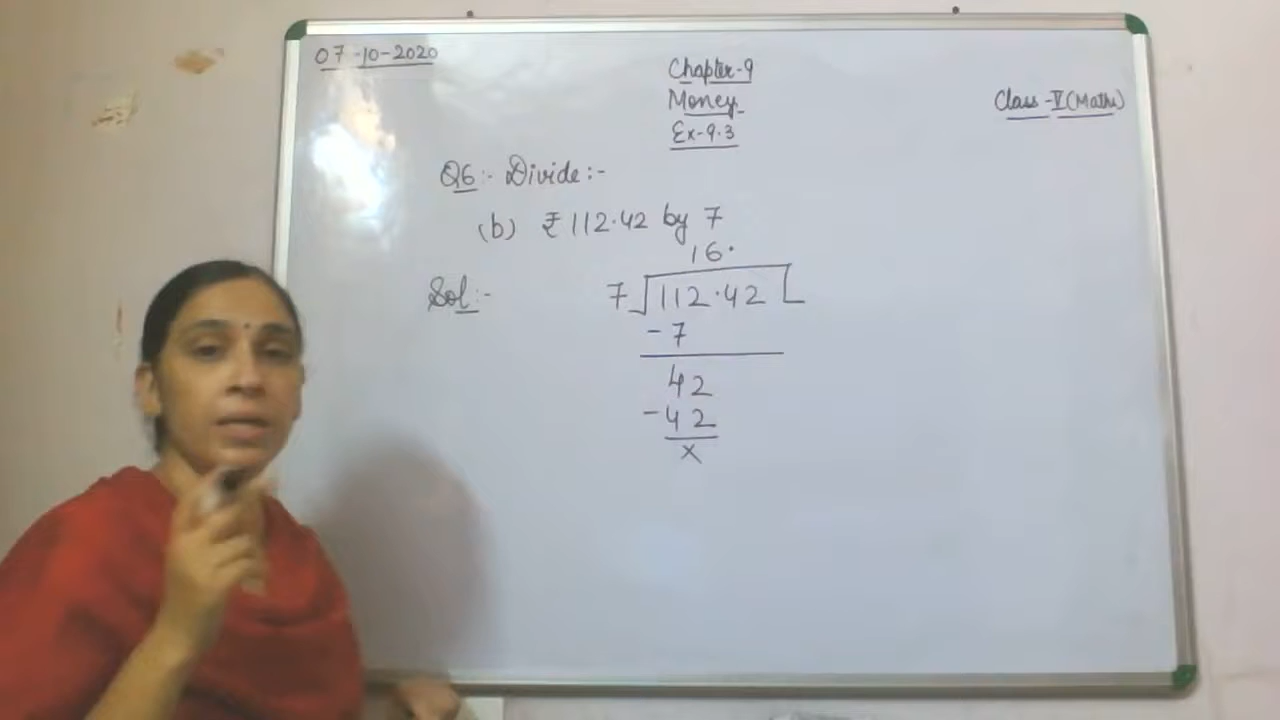 07-10-2020
Chapter-9
Money
Ex-9.3
Class-V(Maths)
Q6:- Divide:-
(b) ₹112.42 by 7
16.
Sol:- 7 112.42
-7
42
-42
x